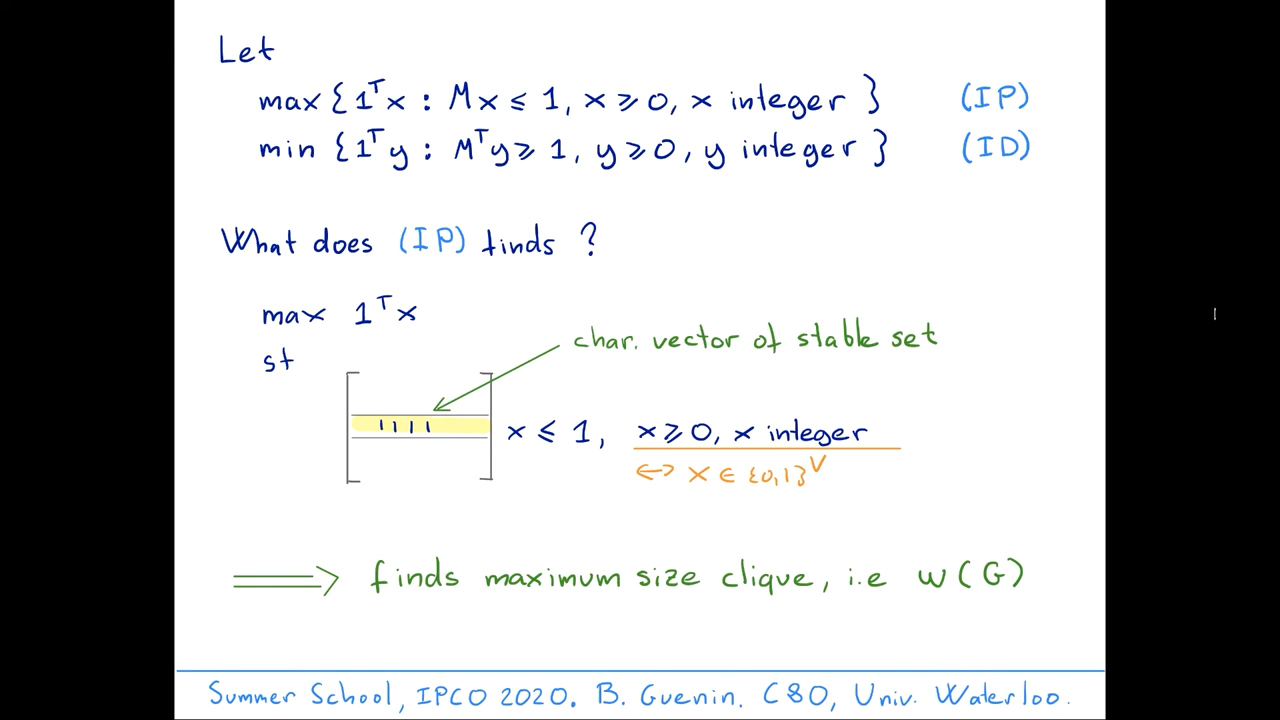 Let
max {1ᵀx : Mx ≤ 1, x ≥ 0, x integer } (IP)
min {1ᵀy : Mᵀy ≥ 1, y ≥ 0, y integer } (ID)
What does (IP) finds ?
max 1ᵀx
char. vector of stable set
st
[ 1 1 1 1 ] x ≤ 1, x ≥ 0, x integer
↔ x ∈ {0,1}ⱽ
⟹ finds maximum size clique, i.e w(G)
Summer School, IPCO 2020. B. Guenin. C&O, Univ. Waterloo.